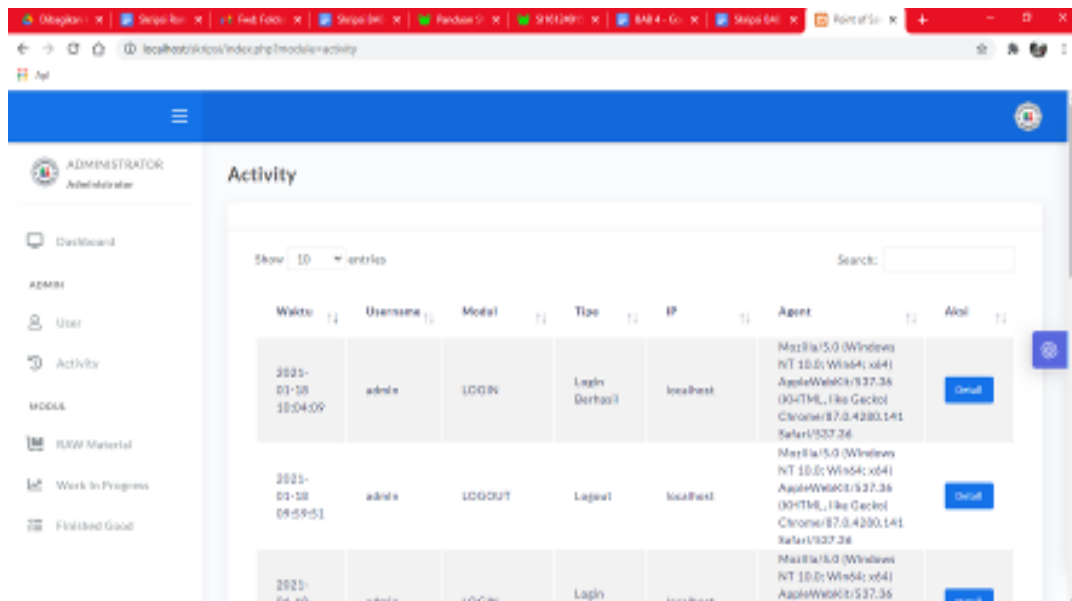 localhost/skripsi/index.php?module=activity
Apl
ADMINISTRATOR
Administrator
Activity
Dashboard
ADMIN
User
Activity
MODUL
RAW Material
Work In Progress
Finished Good
Show 10 entries
Search:
Waktu Username Modul Tipe IP Agent Aksi
2021-
01-18
10:04:09
admin
LOGIN
Login
Berhasil
localhost
Mozilla/5.0 (Windows
NT 10.0; Win64; x64)
AppleWebKit/537.36
(KHTML, like Gecko)
Chrome/87.0.4280.141
Safari/537.36
Detail
2021-
01-18
09:59:51
admin
LOGOUT
Logout
localhost
Mozilla/5.0 (Windows
NT 10.0; Win64; x64)
AppleWebKit/537.36
(KHTML, like Gecko)
Chrome/87.0.4280.141
Safari/537.36
Detail
2021-
Login
Mozilla/5.0 (Windows
NT 10.0; Win64; x64)
AppleWebKit/537.36